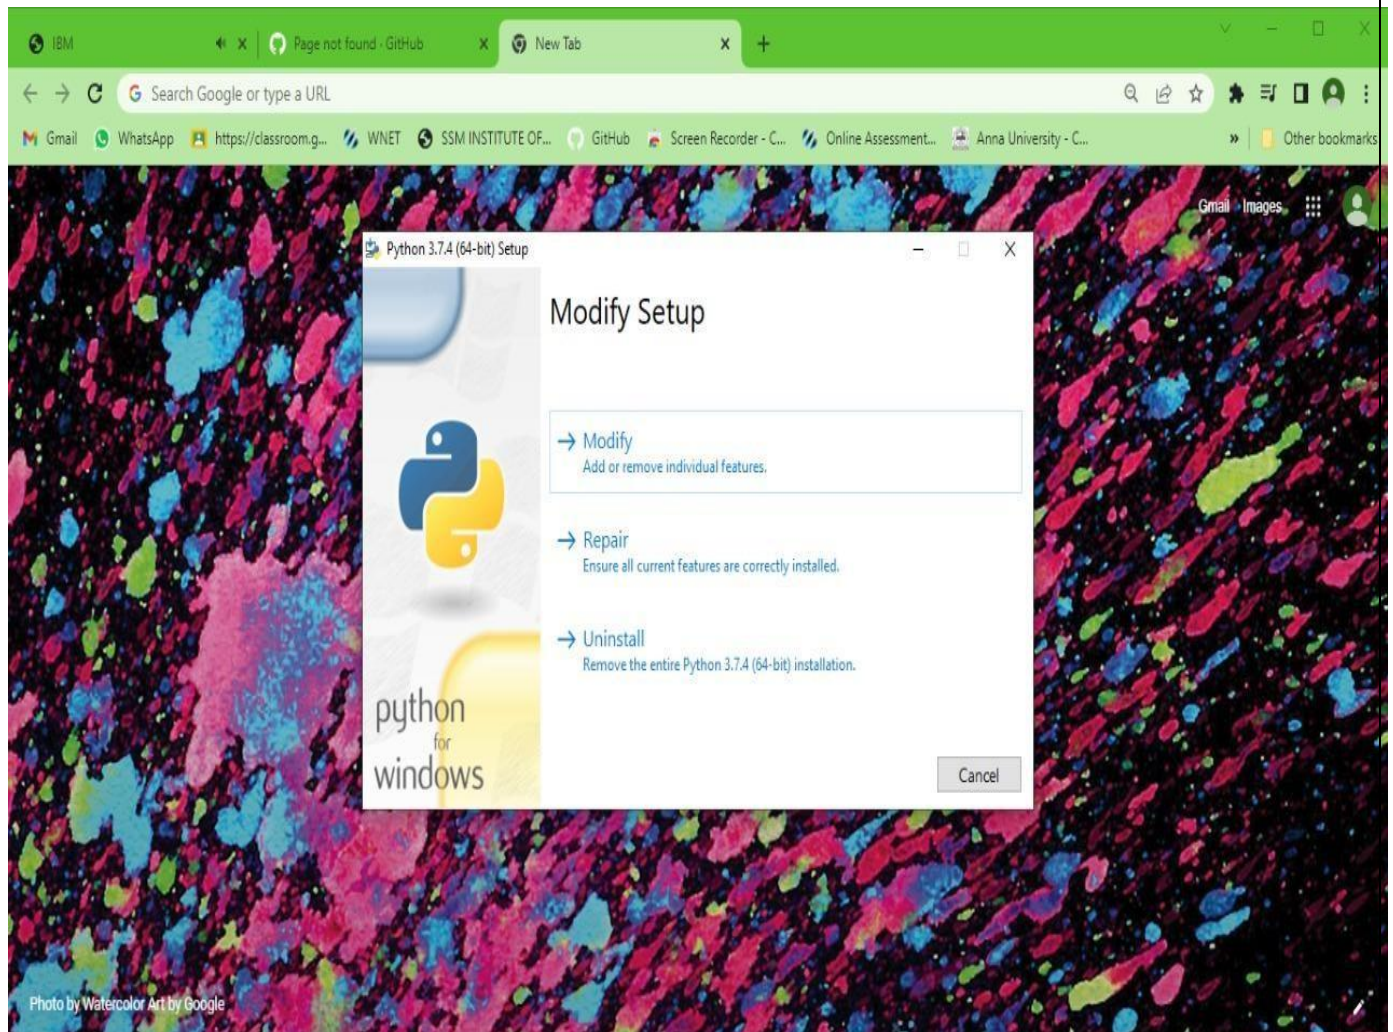 IBM
Page not found · GitHub
New Tab
Search Google or type a URL
Gmail
WhatsApp
https://classroom.g...
WNET
SSM INSTITUTE OF...
GitHub
Screen Recorder - C...
Online Assessment...
Anna University - C...
»
Other bookmarks
Gmail Images
Python 3.7.4 (64-bit) Setup
Modify Setup
Modify
Add or remove individual features.
Repair
Ensure all current features are correctly installed.
Uninstall
Remove the entire Python 3.7.4 (64-bit) installation.
python
for
windows
Cancel
Photo by Watercolor Art by Google